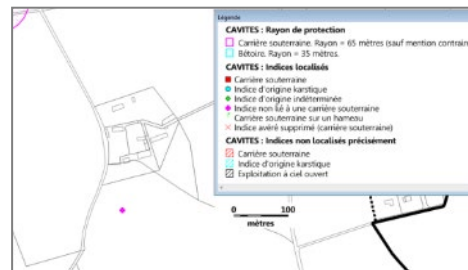 Légende
CAVITES : Rayon de protection
Carrière souterraine. Rayon = 65 mètres (sauf mention contrain
Bétoire. Rayon = 35 mètres.
CAVITES : Indices localisés
Carrière souterraine
Indice d'origine karstique
Indice d'origine indéterminée
Indice non lié à une carrière souterraine
Carrière souterraine sur un hameau
Indice avéré supprimé (carrière souterraine)
CAVITES : Indices non localisés précisément
Carrière souterraine
Indice d'origine karstique
Exploitation à ciel ouvert
0 100
mètres